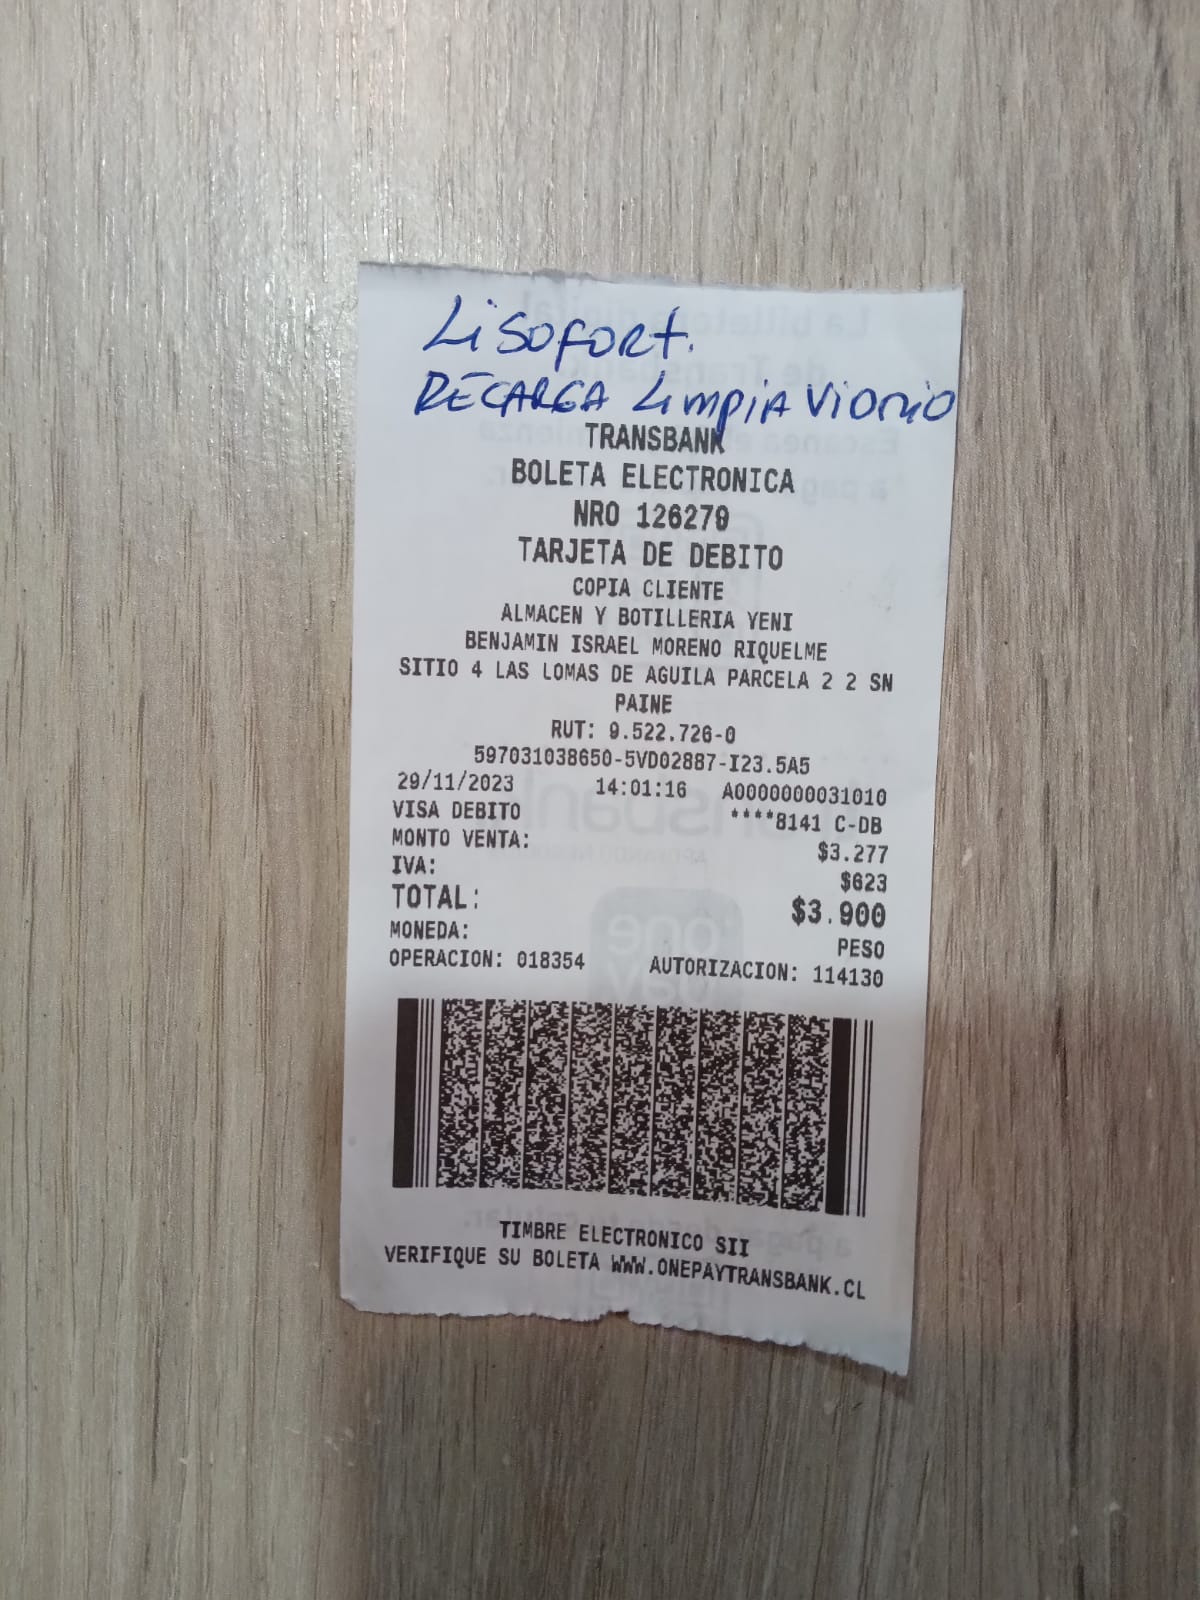 Lisofort.
RECARGA Limpia Vidrio
TRANSBANK
BOLETA ELECTRONICA
NRO 126270
TARJETA DE DEBITO
COPIA CLIENTE
ALMACEN Y BOTILLERIA YENI
BENJAMIN ISRAEL MORENO RIQUELME
SITIO 4 LAS LOMAS DE AGUILA PARCELA 2 2 SN
PAINE
RUT: 9.522.726-0
597031038650-5VD02887-I23.5A5
29/11/2023 14:01:16 A0000000031010
VISA DEBITO ****8141 C-DB
MONTO VENTA: $3.277
IVA: $623
TOTAL: $3.900
MONEDA: PESO
OPERACION: 018354 AUTORIZACION: 114130
TIMBRE ELECTRONICO SII
VERIFIQUE SU BOLETA WWW.ONEPAYTRANSBANK.CL